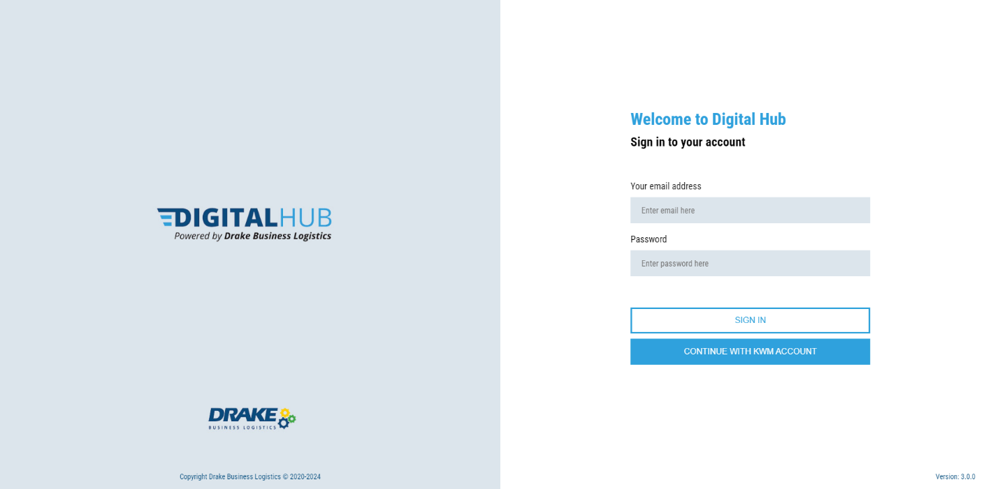 DIGITALHUB
Powered by Drake Business Logistics
DRAKE
BUSINESS LOGISTICS
Copyright Drake Business Logistics © 2020-2024
Welcome to Digital Hub
Sign in to your account
Your email address
Enter email here
Password
Enter password here
SIGN IN
CONTINUE WITH KWM ACCOUNT
Version: 3.0.0